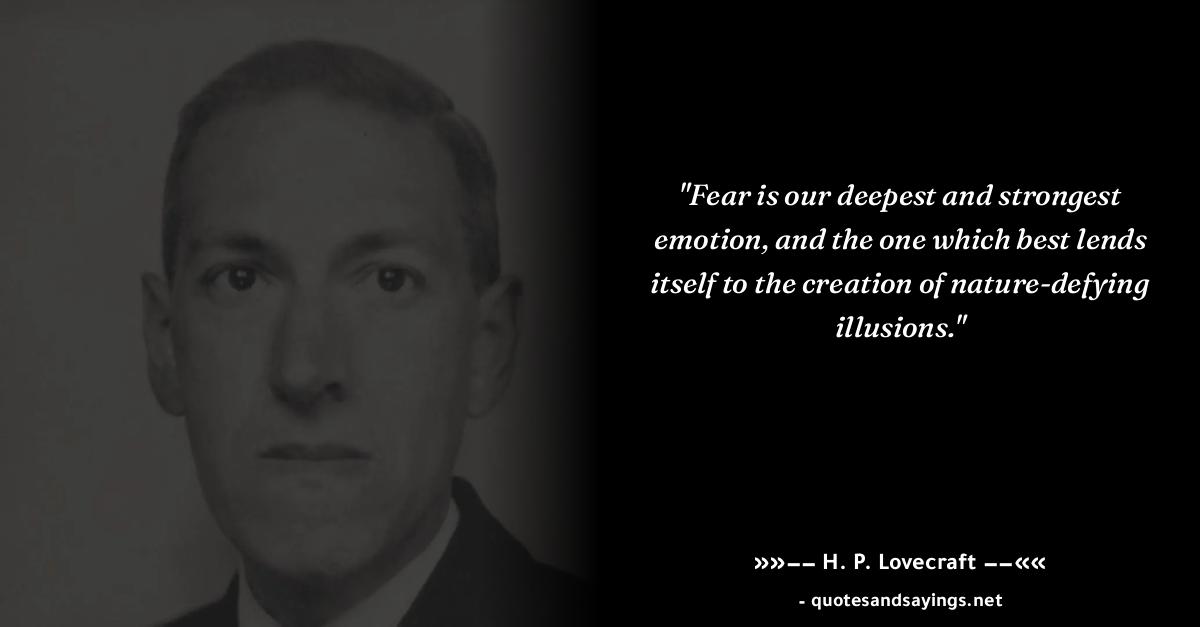 "Fear is our deepest and strongest
emotion, and the one which best lends
itself to the creation of nature-defying
illusions."
»»–– H. P. Lovecraft ––««
- quotesandsayings.net